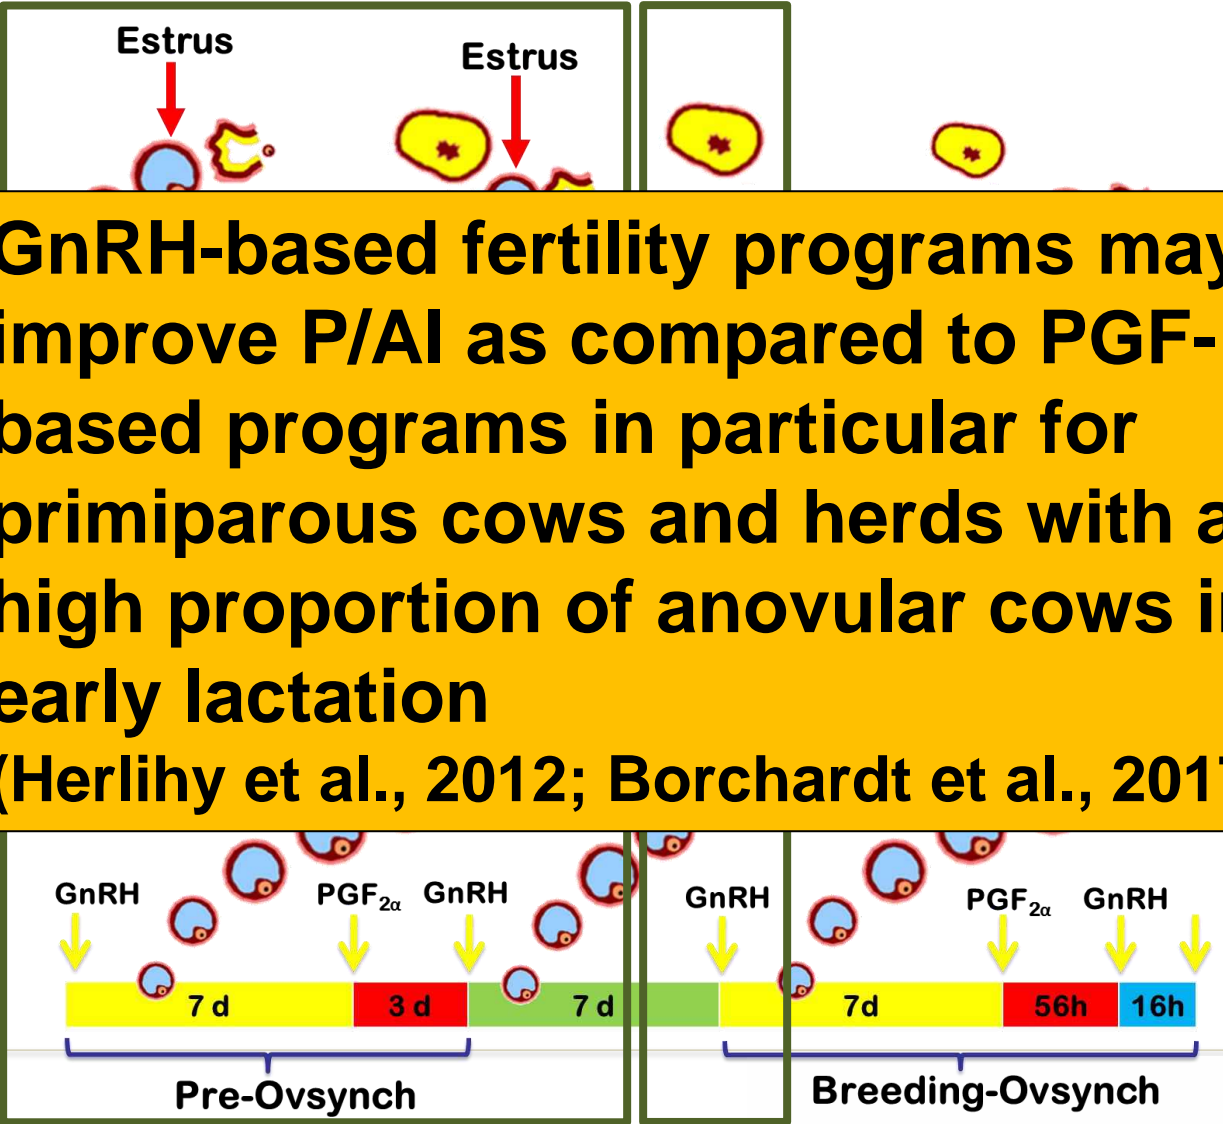 Estrus
Estrus
GnRH-based fertility programs may
improve P/AI as compared to PGF-
based programs in particular for
primiparous cows and herds with a
high proportion of anovular cows in
early lactation
(Herlihy et al., 2012; Borchardt et al., 2017
GnRH PGF2α GnRH GnRH PGF2α GnRH
7 d 3 d 7 d 7d 56h 16h
Pre-Ovsynch Breeding-Ovsynch